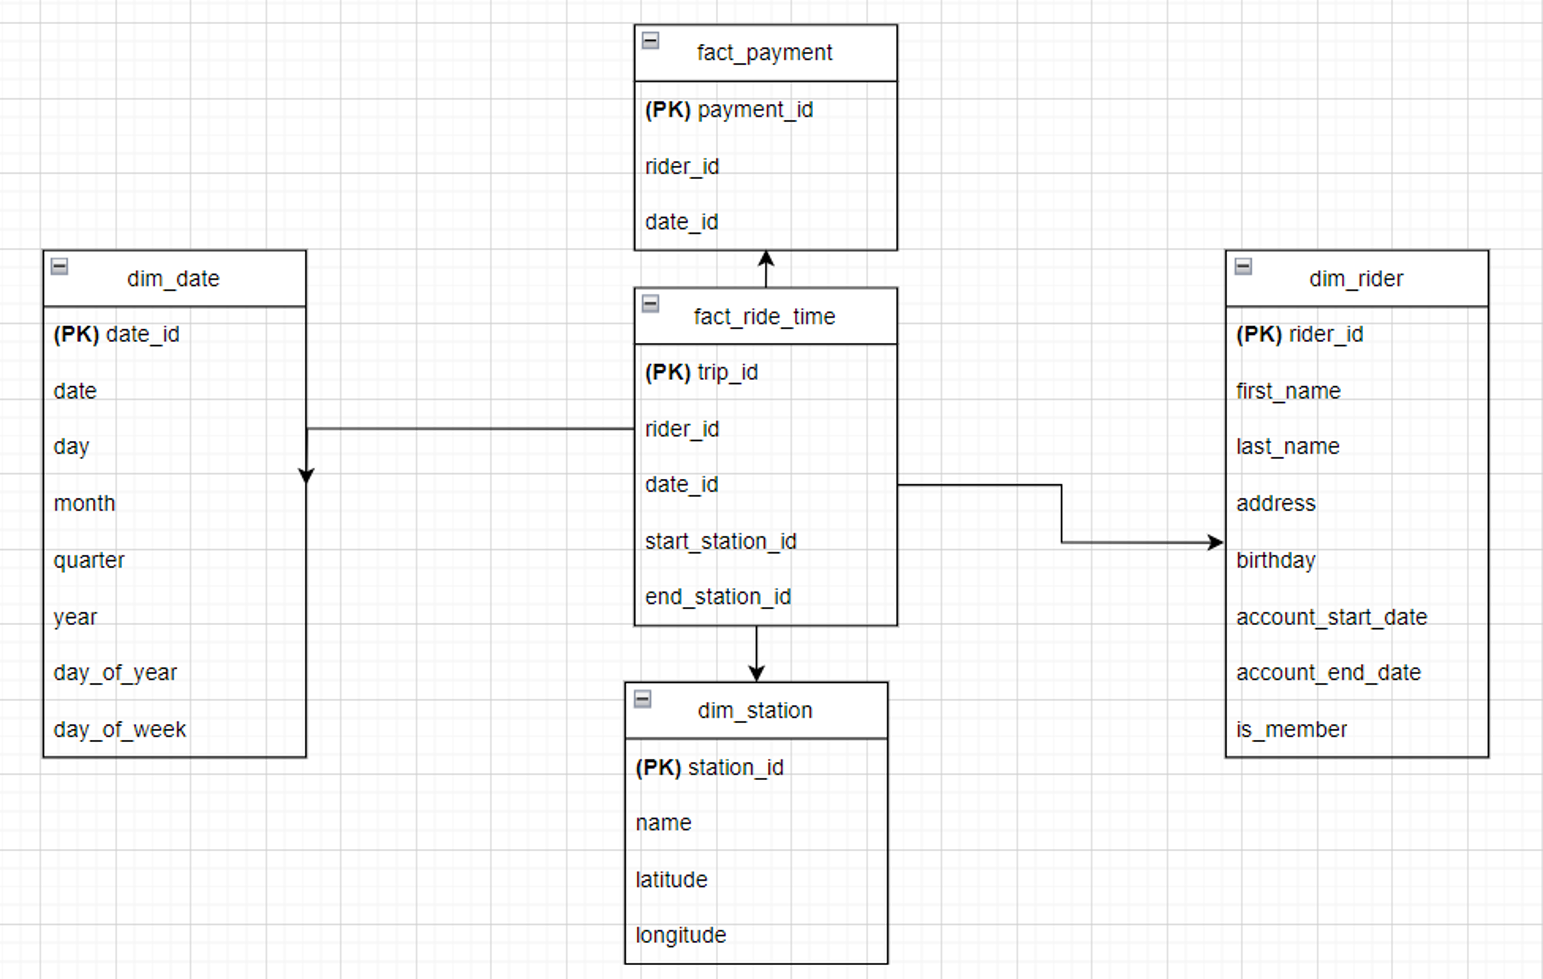 fact_payment
(PK) payment_id
rider_id
date_id
dim_date
(PK) date_id
date
day
month
quarter
year
day_of_year
day_of_week
fact_ride_time
(PK) trip_id
rider_id
date_id
start_station_id
end_station_id
dim_rider
(PK) rider_id
first_name
last_name
address
birthday
account_start_date
account_end_date
is_member
dim_station
(PK) station_id
name
latitude
longitude